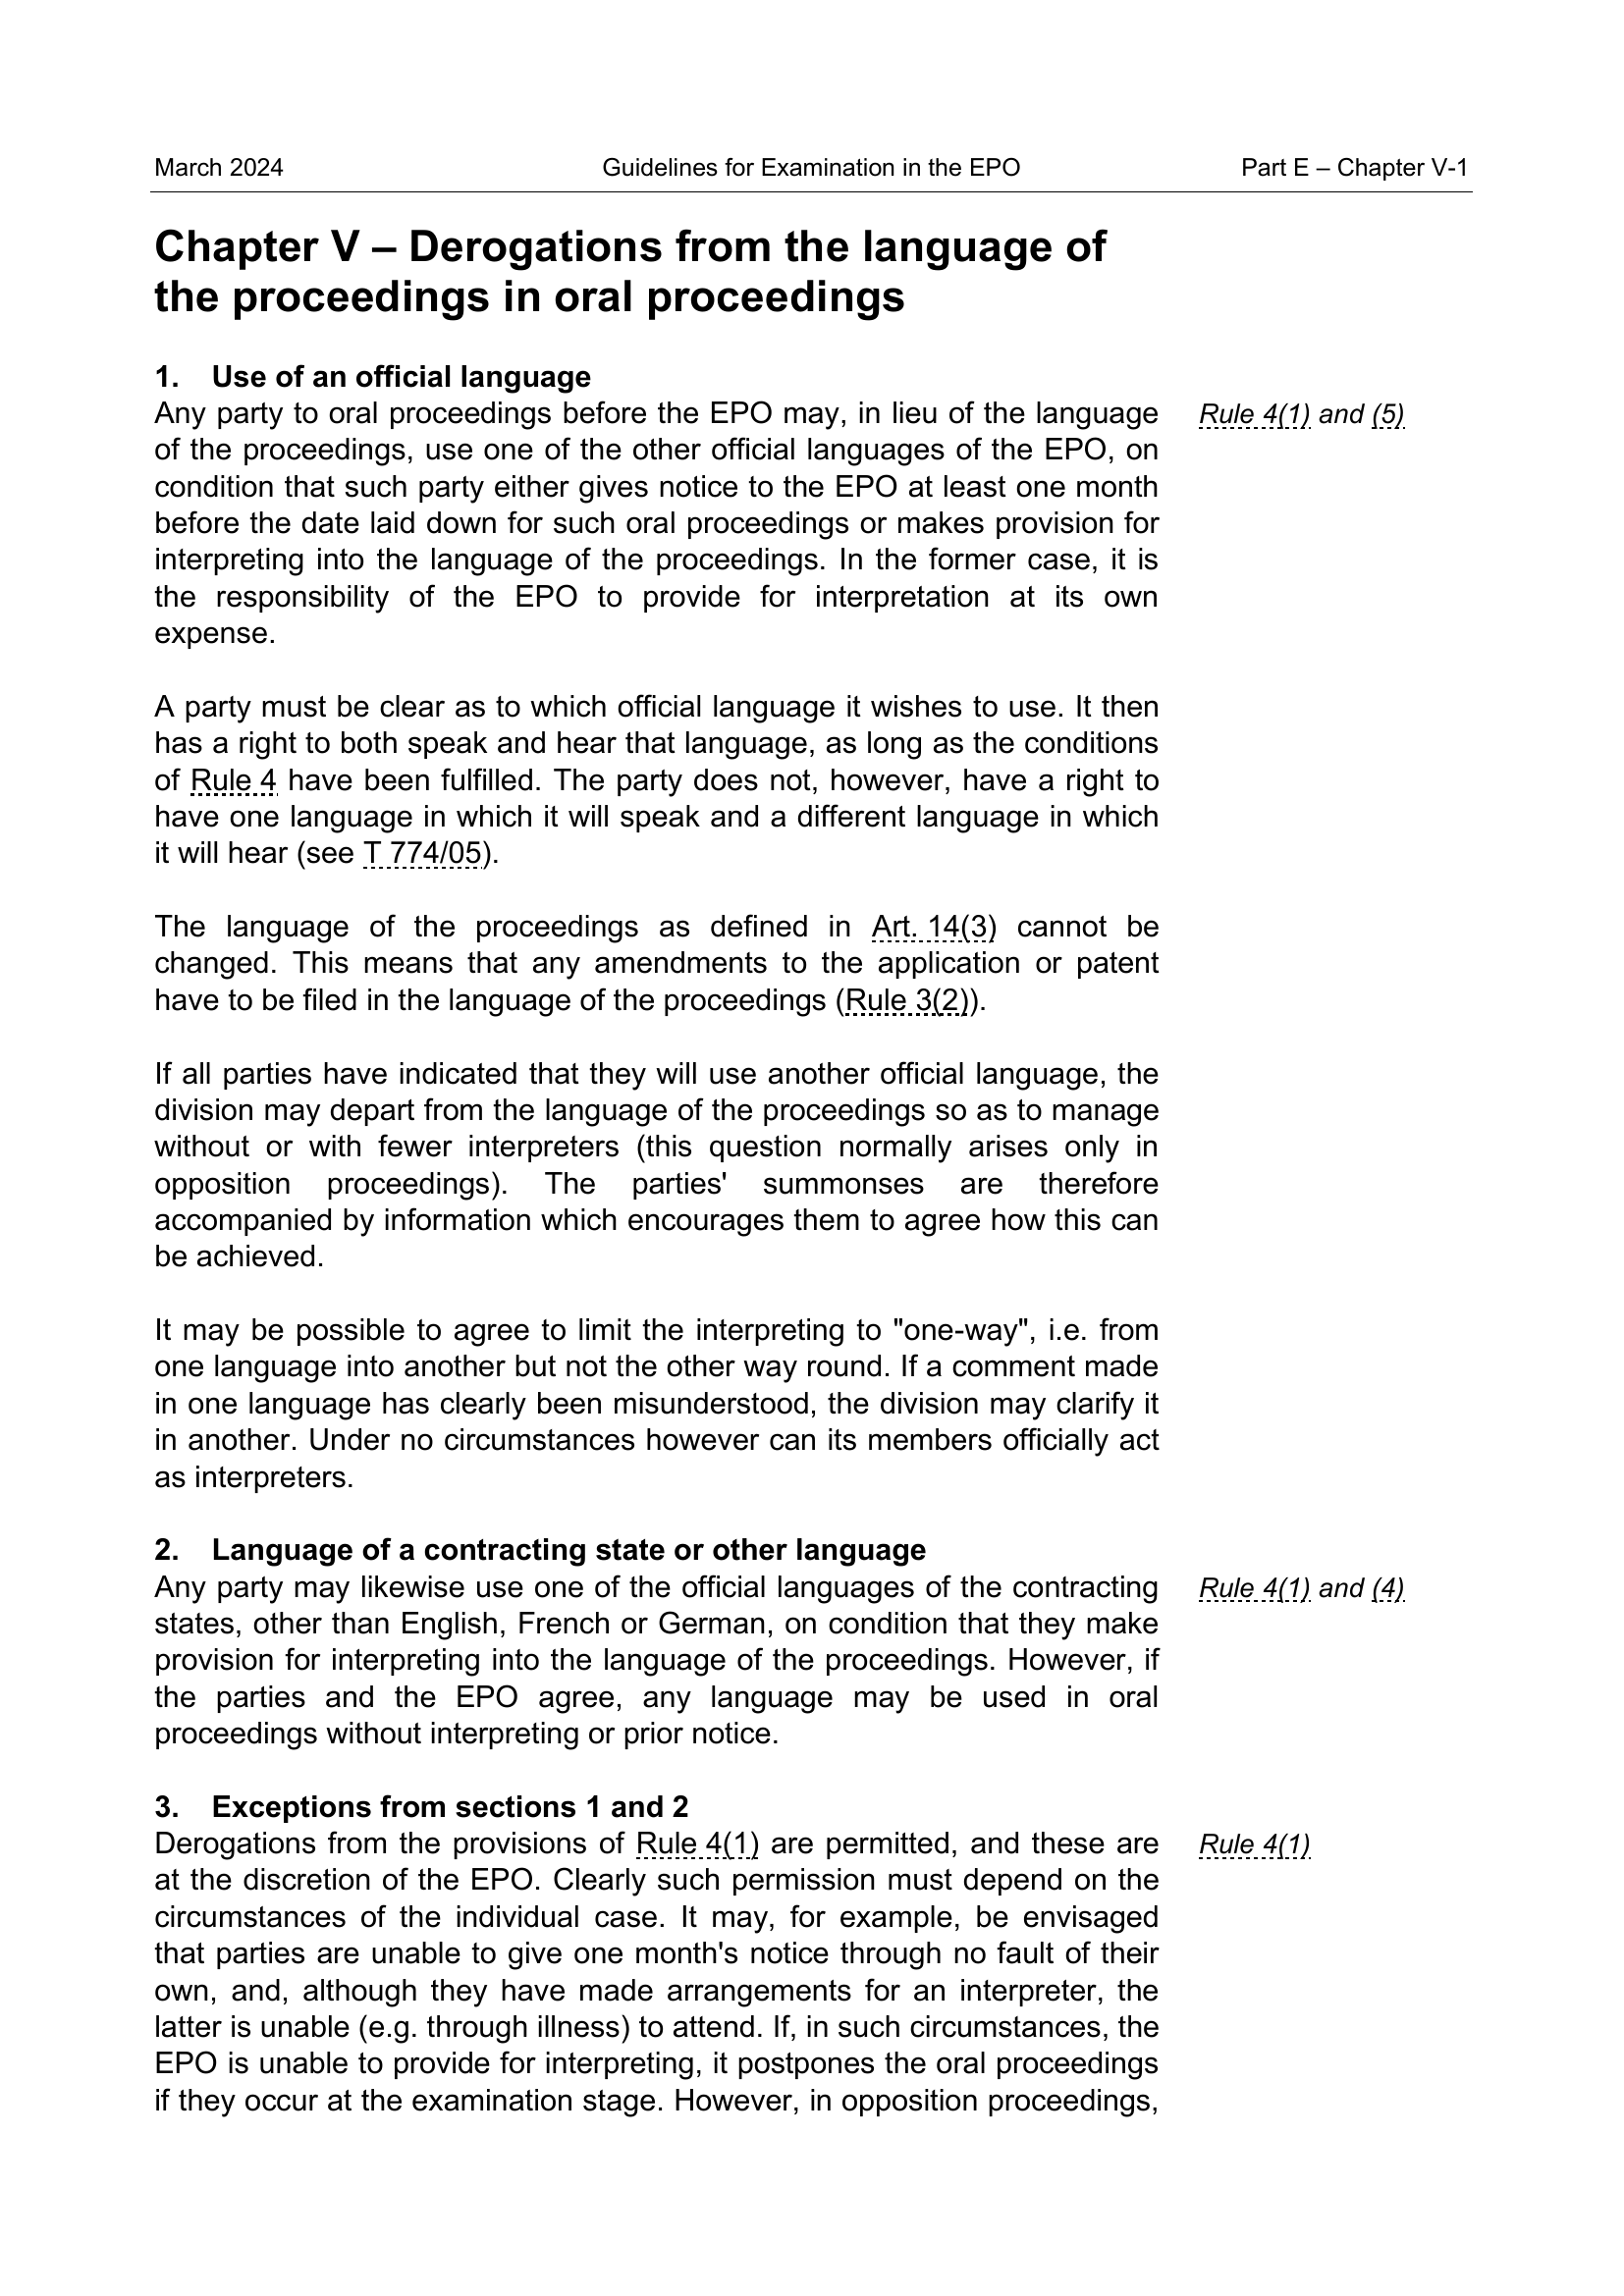 March 2024 Guidelines for Examination in the EPO Part E – Chapter V-1
Chapter V – Derogations from the language of
the proceedings in oral proceedings
1. Use of an official language
Any party to oral proceedings before the EPO may, in lieu of the language Rule 4(1) and (5)
of the proceedings, use one of the other official languages of the EPO, on
condition that such party either gives notice to the EPO at least one month
before the date laid down for such oral proceedings or makes provision for
interpreting into the language of the proceedings. In the former case, it is
the responsibility of the EPO to provide for interpretation at its own
expense.
A party must be clear as to which official language it wishes to use. It then
has a right to both speak and hear that language, as long as the conditions
of Rule 4 have been fulfilled. The party does not, however, have a right to
have one language in which it will speak and a different language in which
it will hear (see T 774/05).
The language of the proceedings as defined in Art. 14(3) cannot be
changed. This means that any amendments to the application or patent
have to be filed in the language of the proceedings (Rule 3(2)).
If all parties have indicated that they will use another official language, the
division may depart from the language of the proceedings so as to manage
without or with fewer interpreters (this question normally arises only in
opposition proceedings). The parties' summonses are therefore
accompanied by information which encourages them to agree how this can
be achieved.
It may be possible to agree to limit the interpreting to "one-way", i.e. from
one language into another but not the other way round. If a comment made
in one language has clearly been misunderstood, the division may clarify it
in another. Under no circumstances however can its members officially act
as interpreters.
2. Language of a contracting state or other language
Any party may likewise use one of the official languages of the contracting Rule 4(1) and (4)
states, other than English, French or German, on condition that they make
provision for interpreting into the language of the proceedings. However, if
the parties and the EPO agree, any language may be used in oral
proceedings without interpreting or prior notice.
3. Exceptions from sections 1 and 2
Derogations from the provisions of Rule 4(1) are permitted, and these are Rule 4(1)
at the discretion of the EPO. Clearly such permission must depend on the
circumstances of the individual case. It may, for example, be envisaged
that parties are unable to give one month's notice through no fault of their
own, and, although they have made arrangements for an interpreter, the
latter is unable (e.g. through illness) to attend. If, in such circumstances, the
EPO is unable to provide for interpreting, it postpones the oral proceedings
if they occur at the examination stage. However, in opposition proceedings,